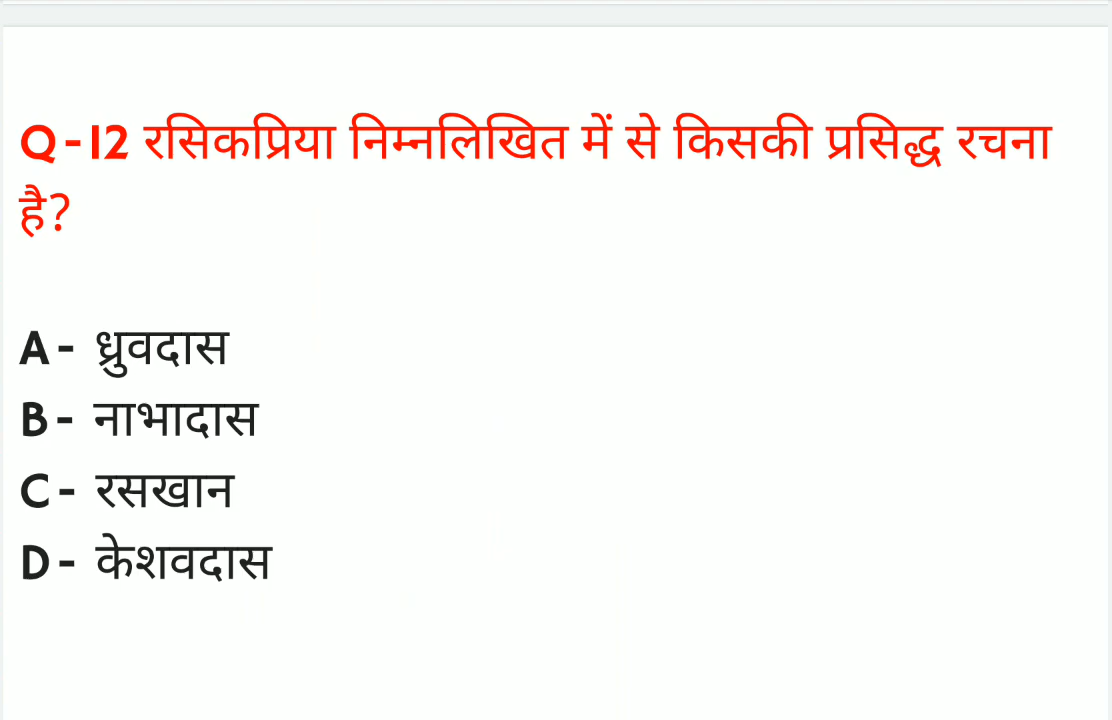 Q-12 रसिकप्रिया निम्नलिखित में से किसकी प्रसिद्ध रचना
है?
A- ध्रुवदास
B- नाभादास
C- रसखान
D- केशवदास